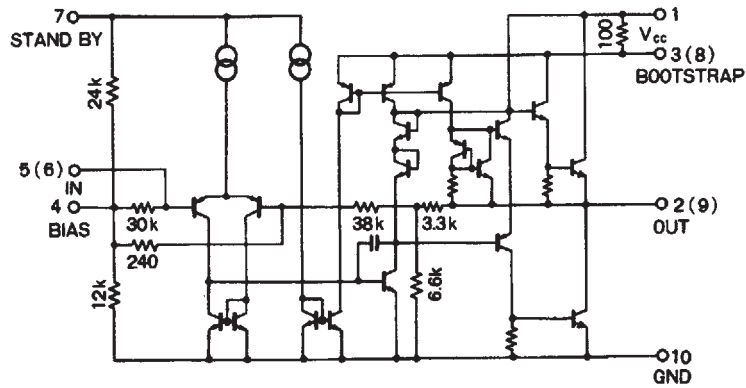 7
STAND BY
1
Vcc
100
3 (8)
BOOTSTRAP
24k
5 (6)
IN
4
BIAS
30k
240
38k
3.3k
2 (9)
OUT
12k
6.6k
10
GND